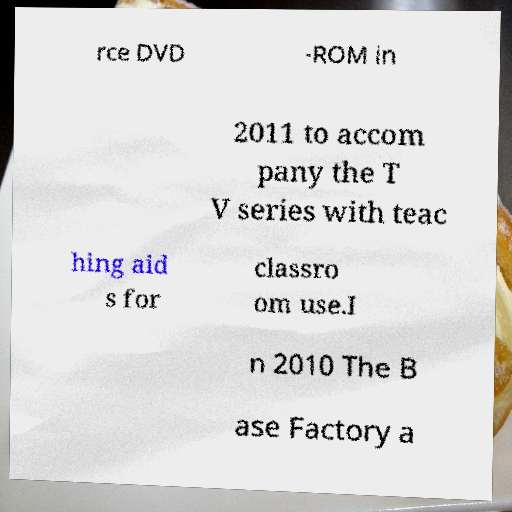 rce DVD -ROM in
2011 to accom
pany the T
V series with teac
hing aid classro
s for om use.I
n 2010 The B
ase Factory a